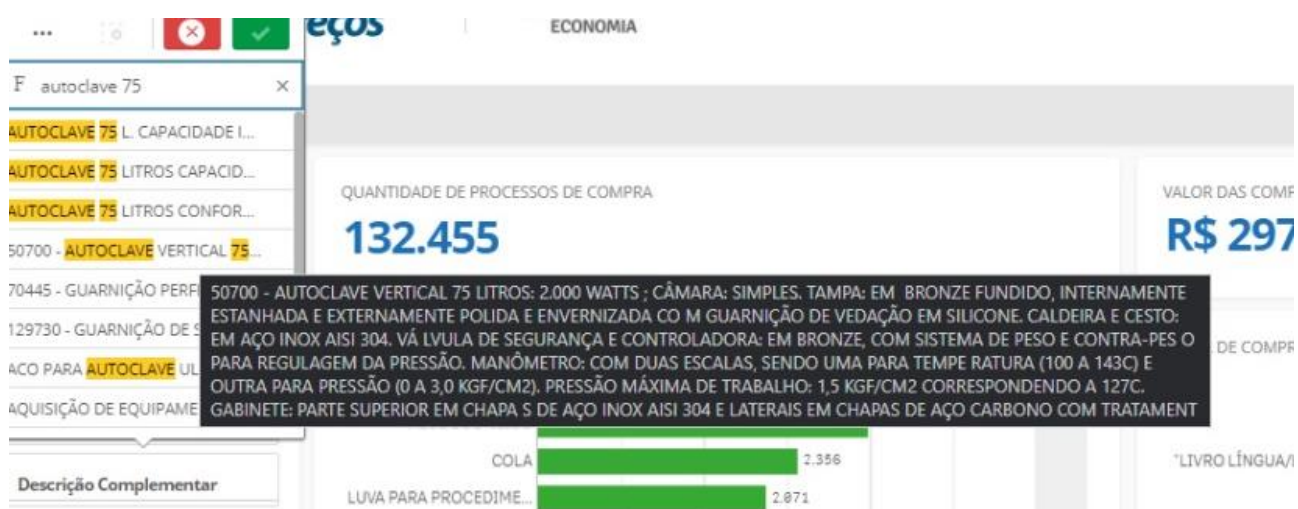 eços
ECONOMIA
autoclave 75
AUTOCLAVE 75 L. CAPACIDADE I...
AUTOCLAVE 75 LITROS CAPACID...
AUTOCLAVE 75 LITROS CONFOR...
50700 - AUTOCLAVE VERTICAL 75...
70445 - GUARNIÇÃO PERFI
129730 - GUARNIÇÃO DE S
ACO PARA AUTOCLAVE UL
AQUISIÇÃO DE EQUIPAME
Descrição Complementar
QUANTIDADE DE PROCESSOS DE COMPRA
132.455
VALOR DAS COMP
R$ 297
50700 - AUTOCLAVE VERTICAL 75 LITROS: 2.000 WATTS ; CÂMARA: SIMPLES. TAMPA: EM BRONZE FUNDIDO, INTERNAMENTE
ESTANHADA E EXTERNAMENTE POLIDA E ENVERNIZADA CO M GUARNIÇÃO DE VEDAÇÃO EM SILICONE. CALDEIRA E CESTO:
EM AÇO INOX AISI 304. VÁ LVULA DE SEGURANÇA E CONTROLADORA: EM BRONZE, COM SISTEMA DE PESO E CONTRA-PES O
PARA REGULAGEM DA PRESSÃO. MANÔMETRO: COM DUAS ESCALAS, SENDO UMA PARA TEMPE RATURA (100 A 143C) E
OUTRA PARA PRESSÃO (0 A 3,0 KGF/CM2). PRESSÃO MÁXIMA DE TRABALHO: 1,5 KGF/CM2 CORRESPONDENDO A 127C.
GABINETE: PARTE SUPERIOR EM CHAPA S DE AÇO INOX AISI 304 E LATERAIS EM CHAPAS DE AÇO CARBONO COM TRATAMENT
DE COMPR
COLA 2.356
LUVA PARA PROCEDIME... 2.071
"LIVRO LÍNGUA/